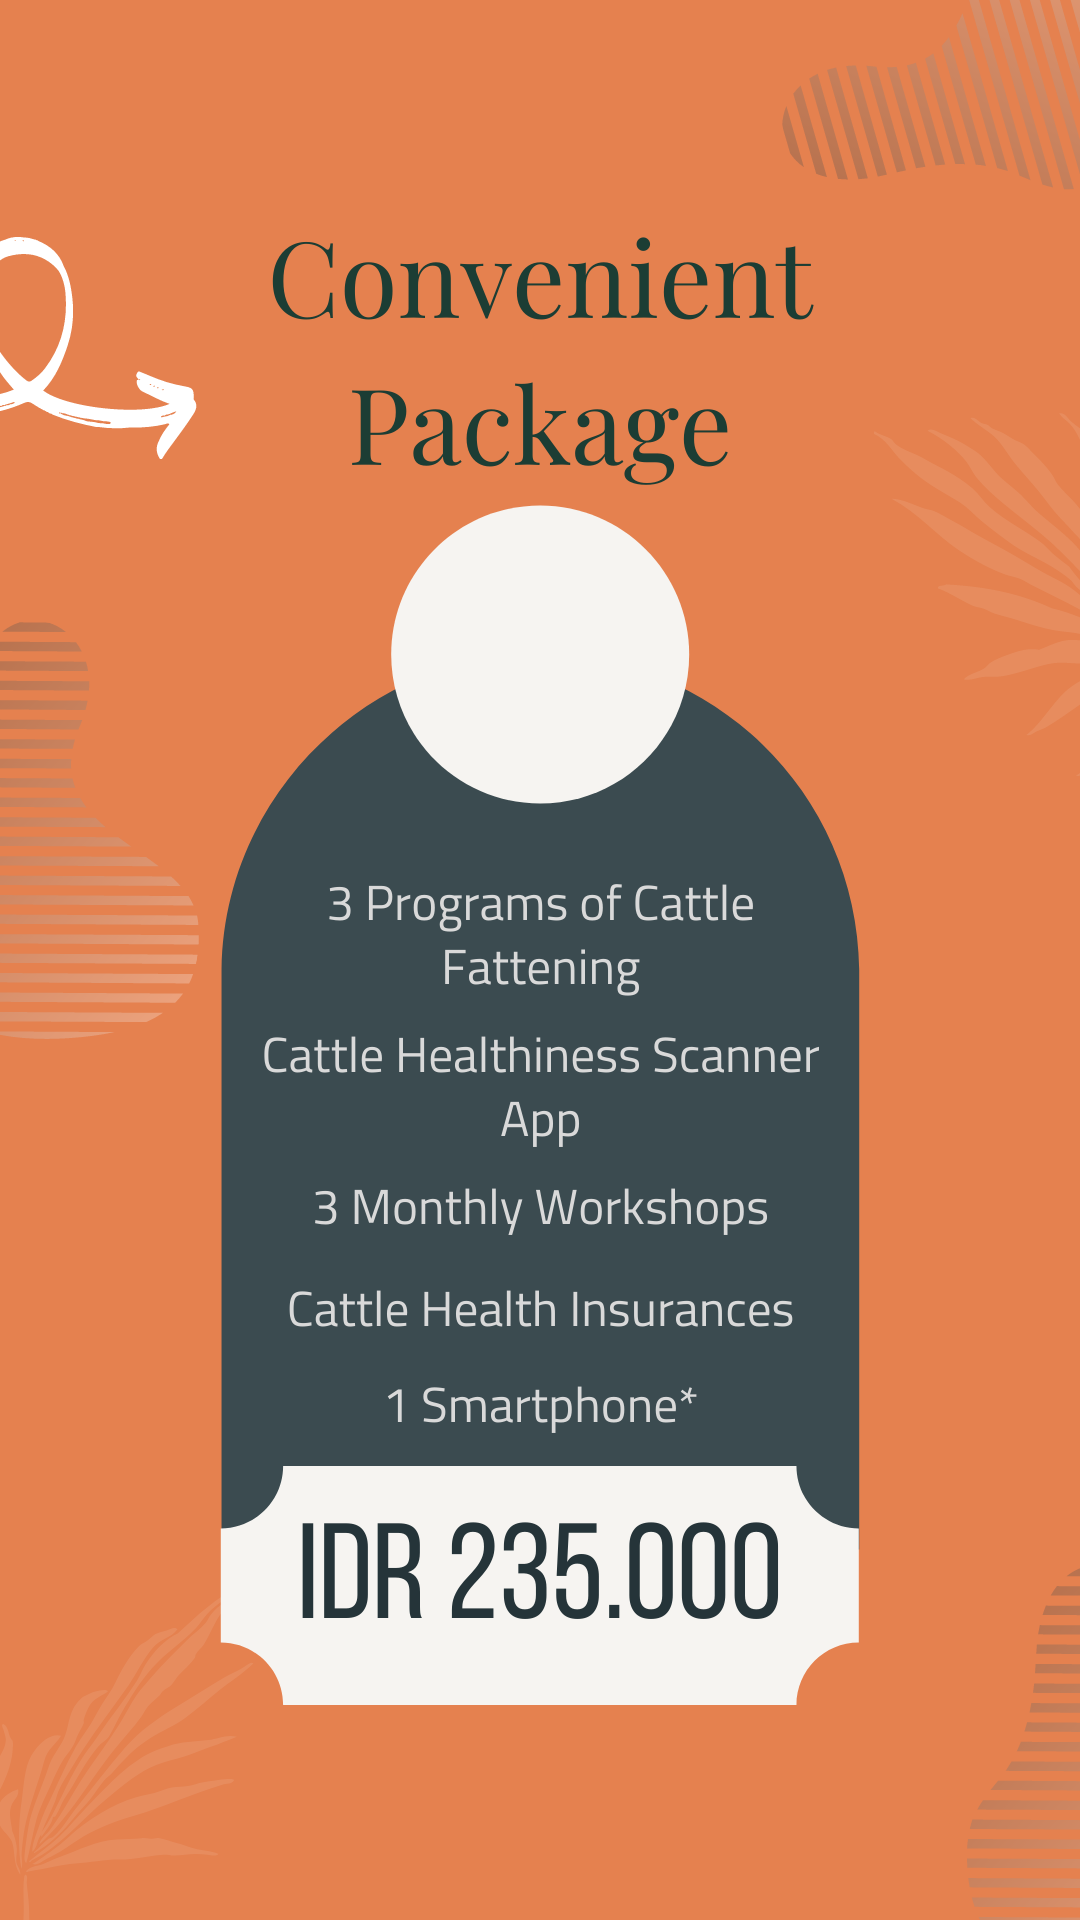 Convenient
Package
3 Programs of Cattle
Fattening
Cattle Healthiness Scanner
App
3 Monthly Workshops
Cattle Health Insurances
1 Smartphone*
IDR 235.000